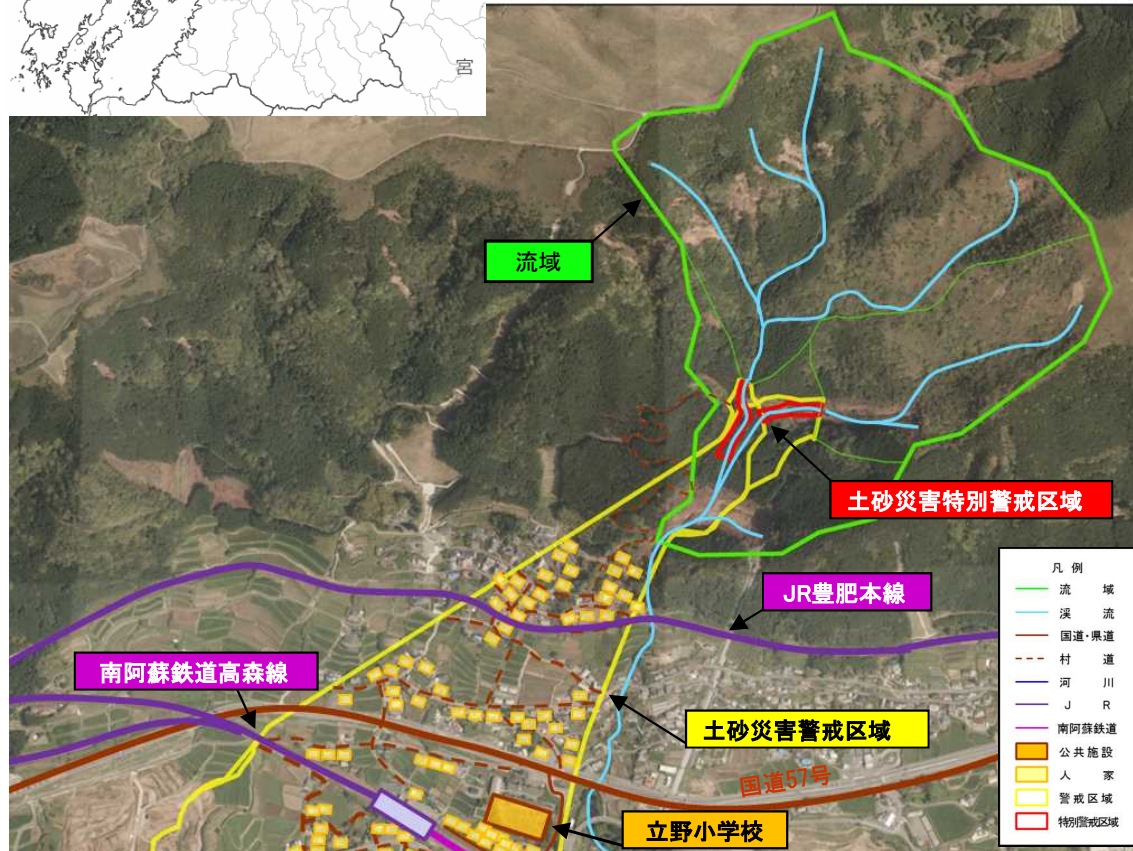 宮
流域
土砂災害特別警戒区域
JR豊肥本線
南阿蘇鉄道高森線
土砂災害警戒区域
国道57号
立野小学校
凡 例
流 域
渓 流
国道・県道
村 道
河 川
J R
南阿蘇鉄道
公共施設
人 家
警戒区域
特別警戒区域